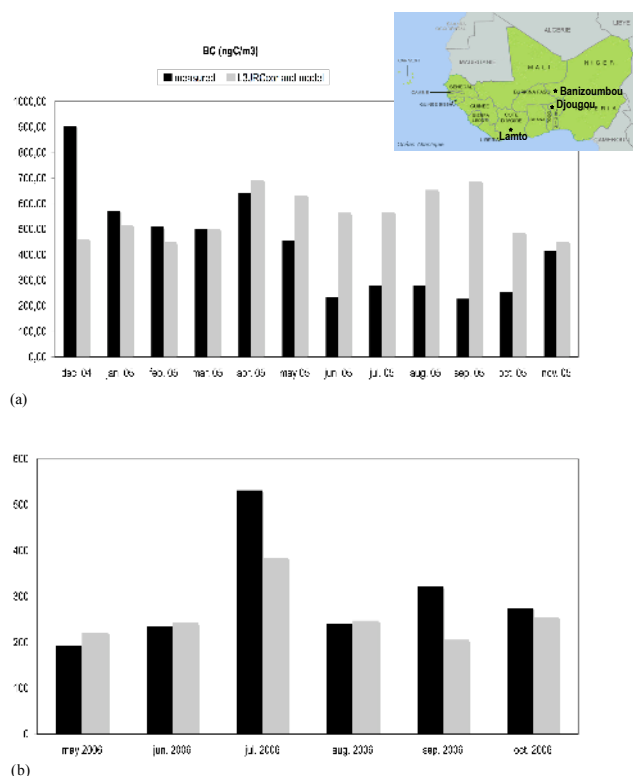 BC (ngC/m3)
measured
model
1000,00
900,00
800,00
700,00
600,00
500,00
400,00
300,00
200,00
100,00
0,00
dec. 04 jan. 05 feb. 05 mar. 05 apr. 05 may 05 jun. 05 jul. 05 aug. 05 sep. 05 oct. 05 nov. 05
ALGERIE
LIBYE
MALI
NIGER
Banizoumbou
Djougou
Lamto
(a)
600
500
400
300
200
100
0
may 2006 jun. 2006 jul. 2006 aug. 2006 sep. 2006 oct. 2006
(b)